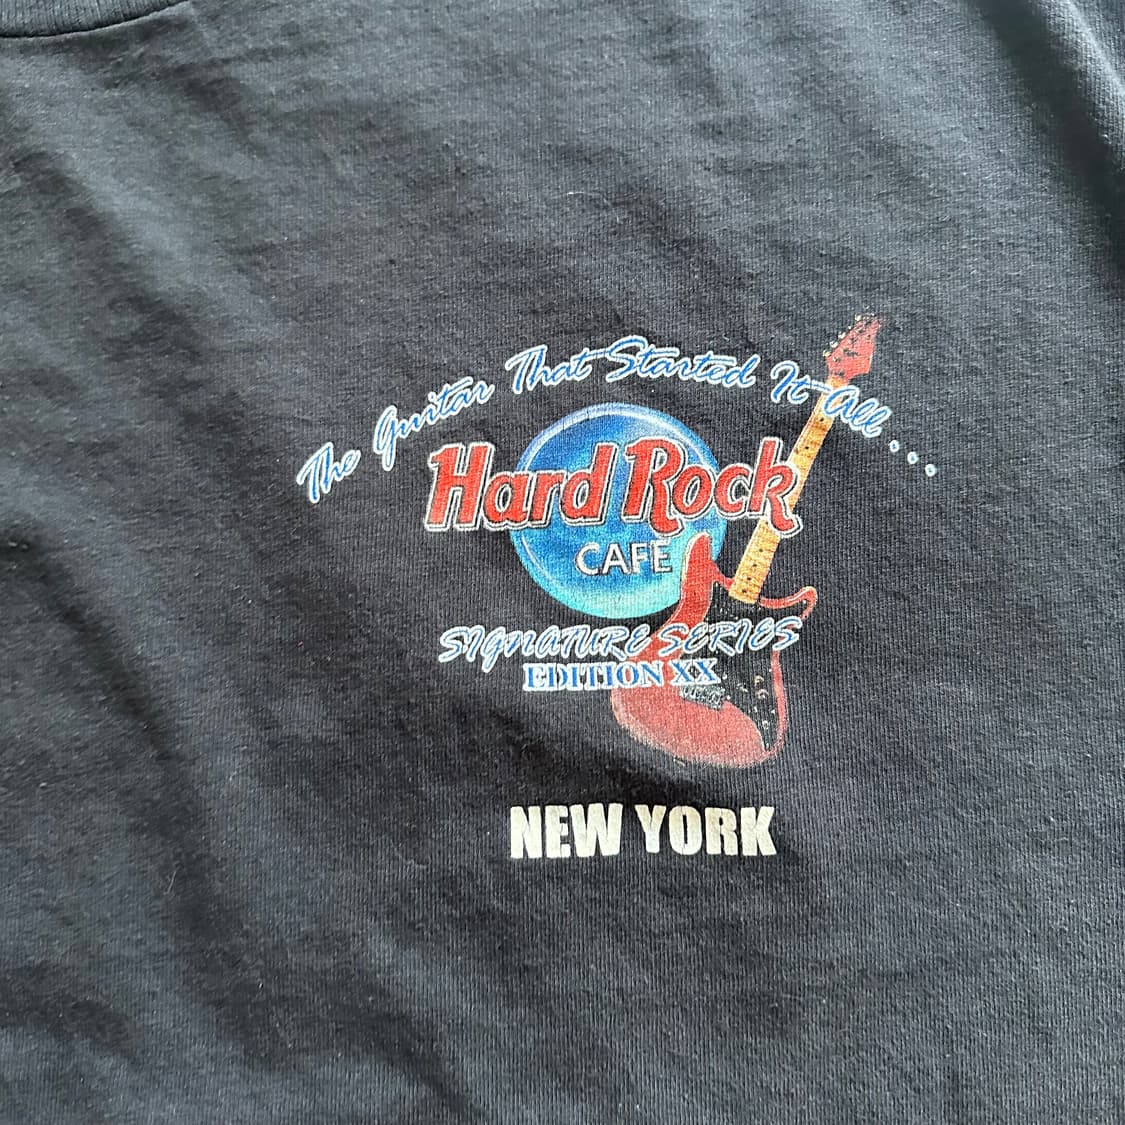 The Guitar That Started It All . . .
Hard Rock
CAFE
SIGNATURE SERIES
EDITION XX
NEW YORK